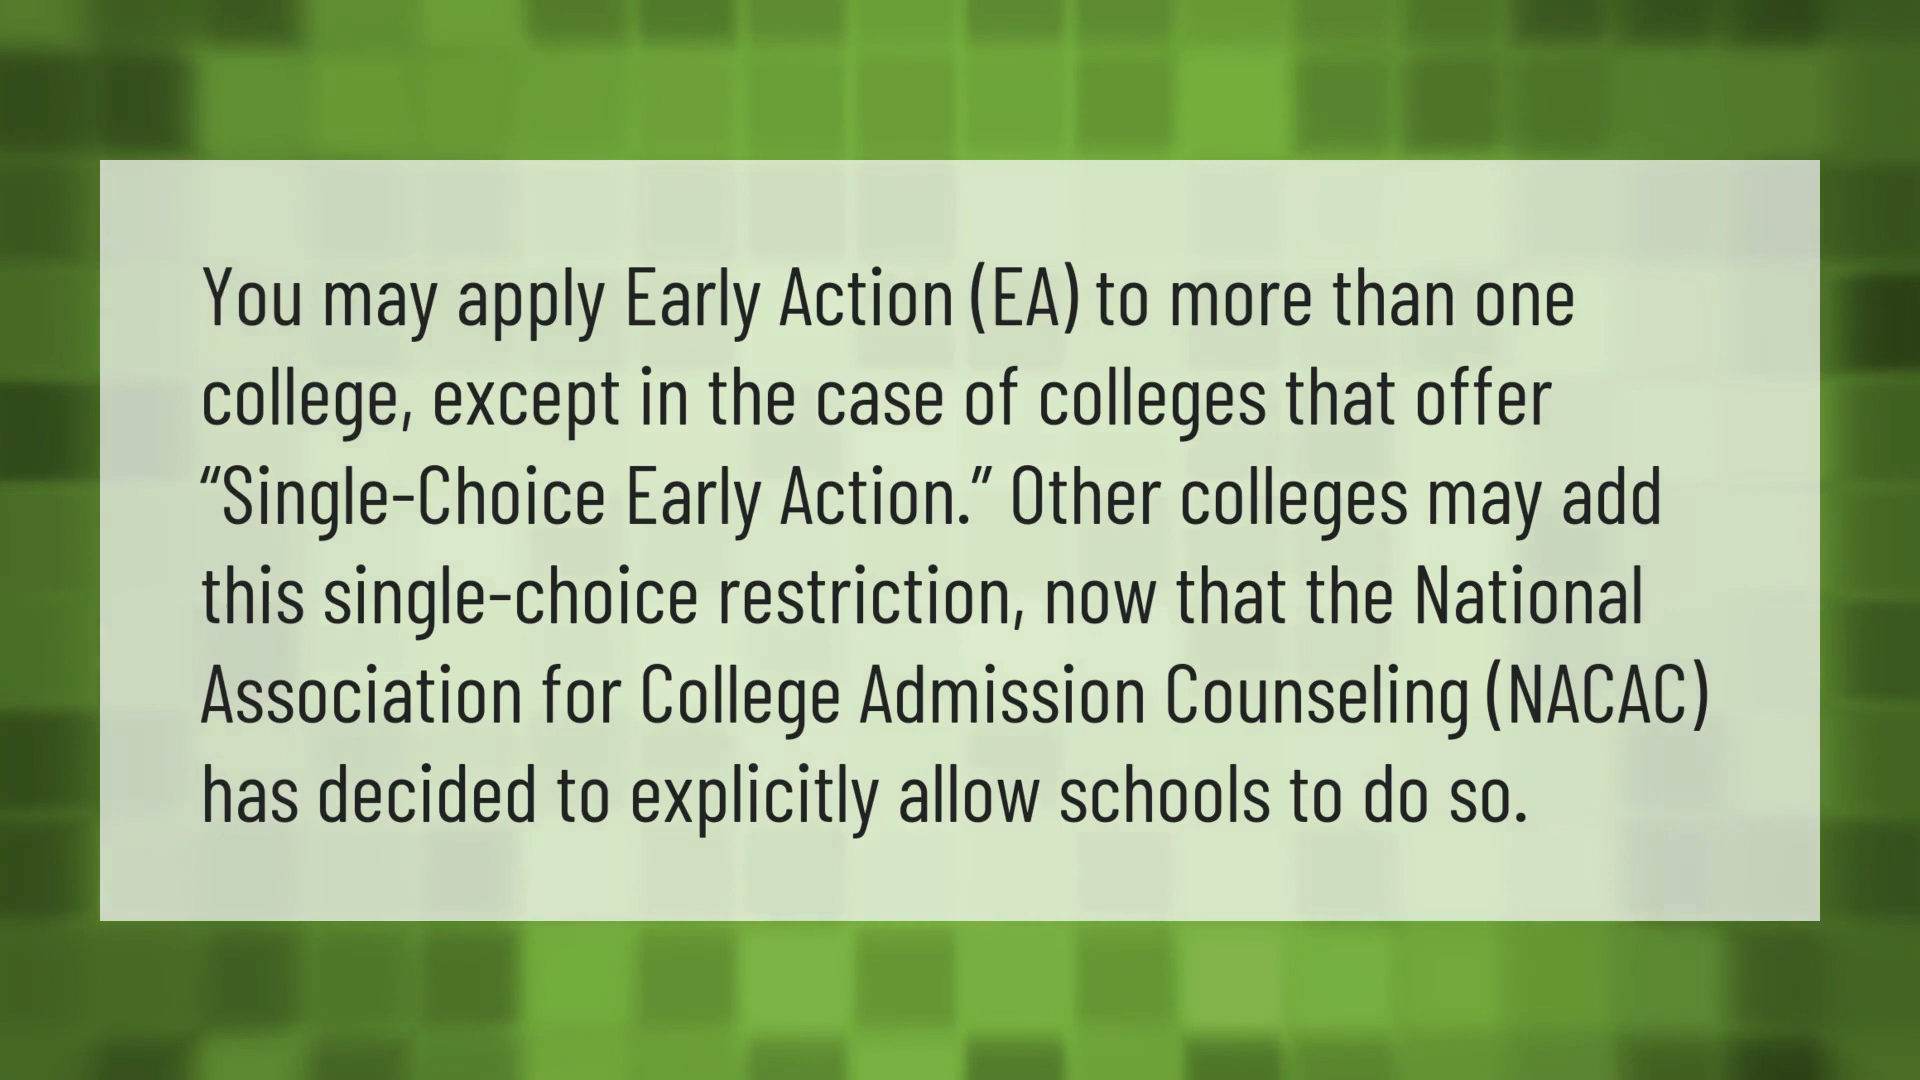 You may apply Early Action (EA) to more than one
college, except in the case of colleges that offer
“Single-Choice Early Action.” Other colleges may add
this single-choice restriction, now that the National
Association for College Admission Counseling (NACAC)
has decided to explicitly allow schools to do so.